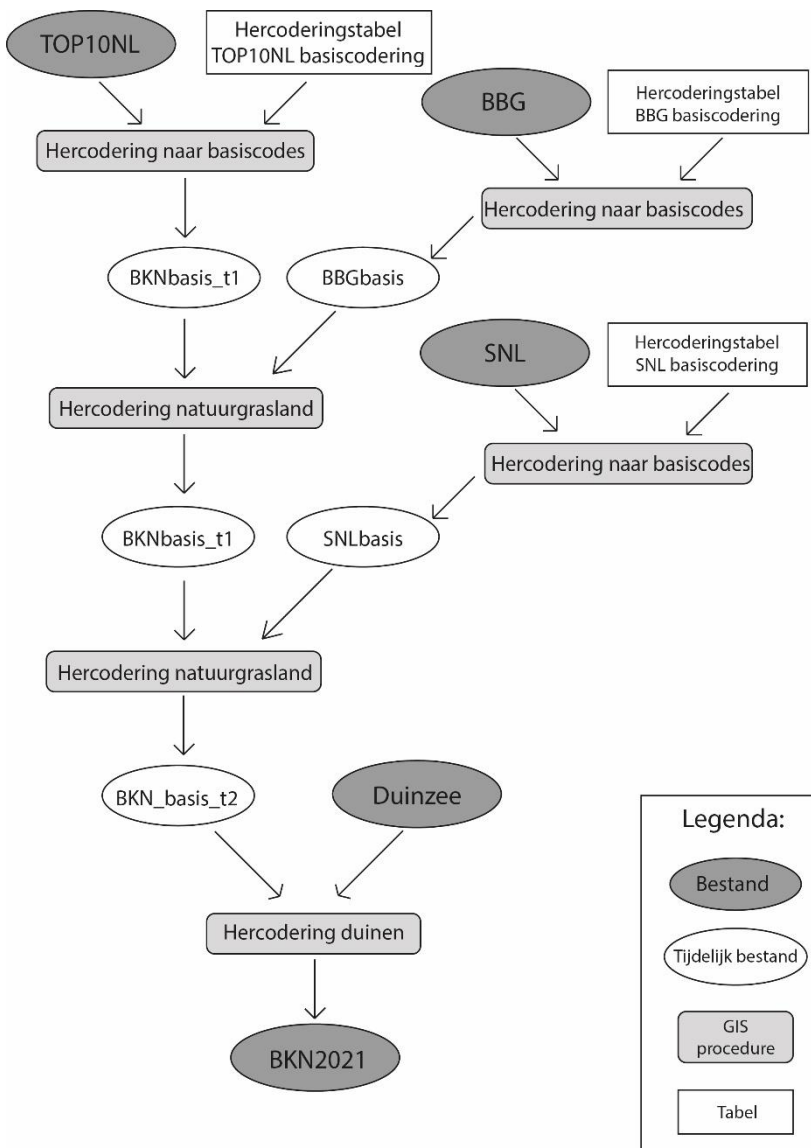 TOP10NL
Hercoderingstabel
TOP10NL basiscodering
BBG
Hercoderingstabel
BBG basiscodering
Hercodering naar basiscodes
Hercodering naar basiscodes
BKNbasis_t1
BBGbasis
SNL
Hercoderingstabel
SNL basiscodering
Hercodering natuurgrasland
Hercodering naar basiscodes
BKNbasis_t1
SNLbasis
Hercodering natuurgrasland
BKN_basis_t2
Duinzee
Hercodering duinen
BKN2021
Legenda:
Bestand
Tijdelijk bestand
GIS
procedure
Tabel